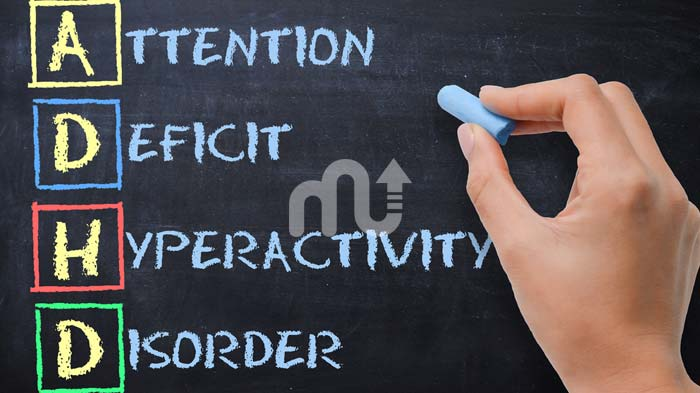 ATTENTION
DEFICIT
HYPERACTIVITY
DISORDER